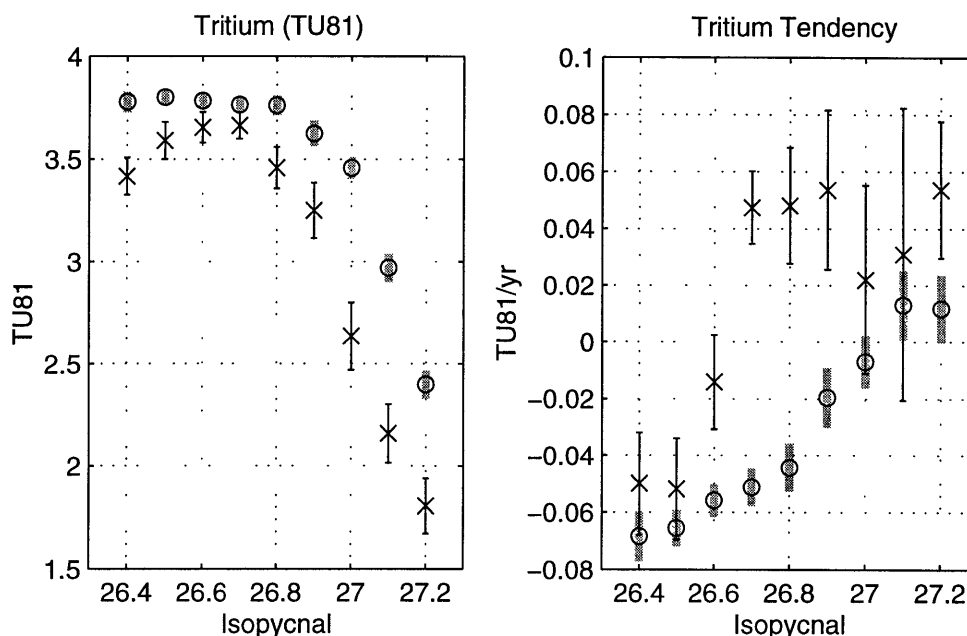 Tritium (TU81)
4
3.5
3
2.5
2
1.5
TU81
26.4 26.6 26.8 27 27.2
Isopycnal
Tritium Tendency
0.1
0.08
0.06
0.04
0.02
0
−0.02
−0.04
−0.06
−0.08
TU81/yr
26.4 26.6 26.8 27 27.2
Isopycnal